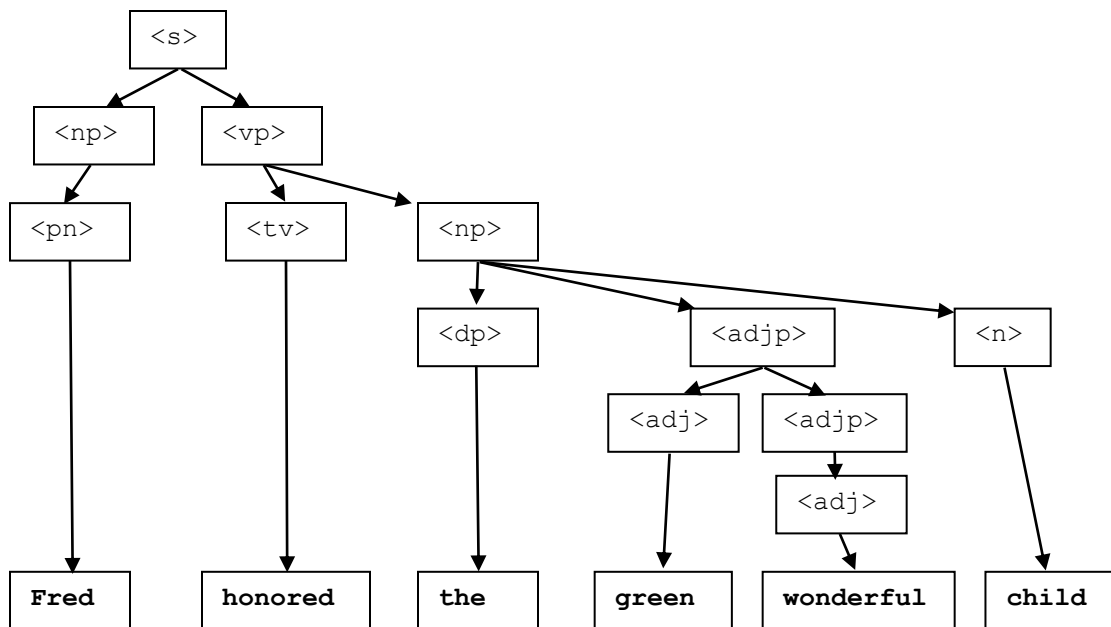 <s>
<np> <vp>
<pn> <tv> <np>
<dp> <adjp> <n>
<adj> <adjp>
<adj>
Fred honored the green wonderful child